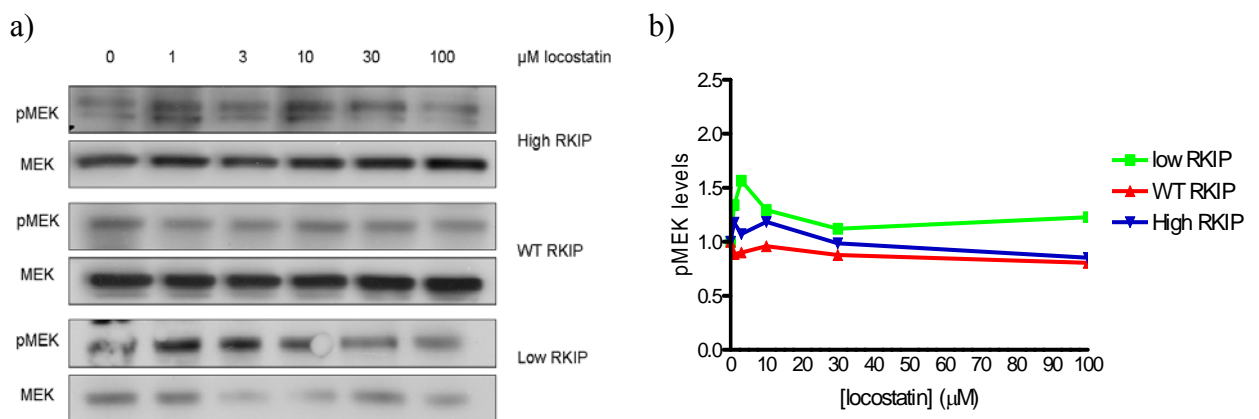 a)
0 1 3 10 30 100 µM locostatin
pMEK
High RKIP
MEK
pMEK
WT RKIP
MEK
pMEK
Low RKIP
MEK
b)
2.5
2.0
1.5
1.0
0.5
0.0
pMEK levels
0 10 20 30 40 50 60 70 80 90 100
[locostatin] (µM)
low RKIP
WT RKIP
High RKIP